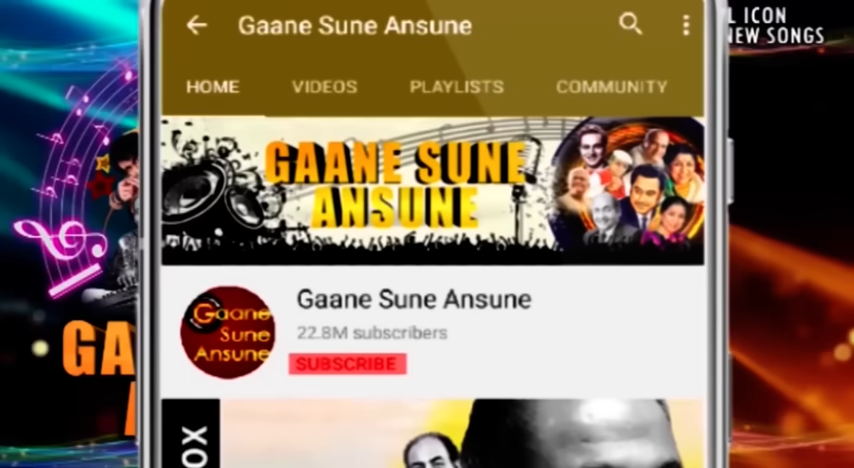 L ICON
NEW SONGS
Gaane Sune Ansune
HOME VIDEOS PLAYLISTS COMMUNITY
GAANE SUNE
ANSUNE
Gaane
Sune
Ansune
Gaane Sune Ansune
22.8M subscribers
SUBSCRIBE
GA
OX